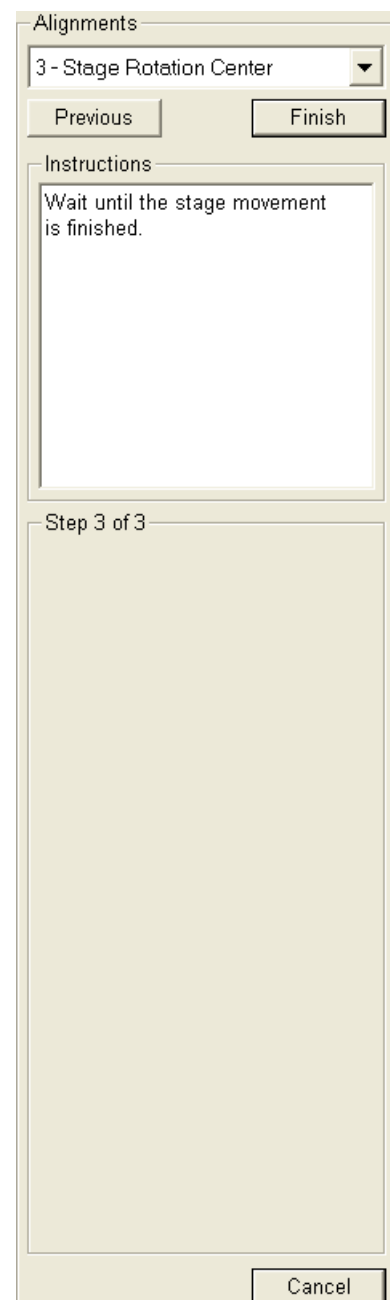 Alignments
3 - Stage Rotation Center
Previous
Finish
Instructions
Wait until the stage movement
is finished.
Step 3 of 3
Cancel